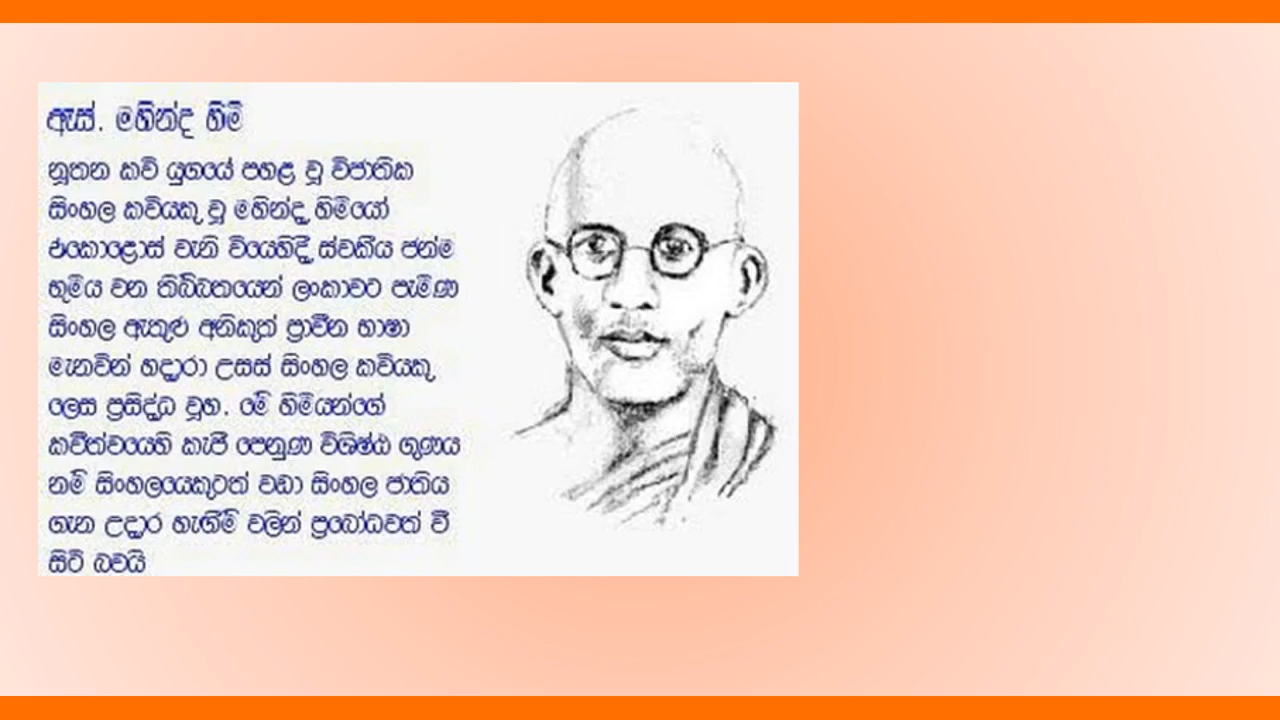 ඇස්. මහින්ද හිමි
නූතන කවි යුගයේ පහළ වූ විජාතික
සිංහල කවියකු වූ මහින්ද හිමියෝ
එකොළොස් වැනි වියෙහිදී ස්වකීය ජන්ම
භූමිය වන තිබ්බතයෙන් ලංකාවට පැමිණ
සිංහල ඇතුළු අනිකුත් ප්‍රාචීන භාෂා
මැනවින් හදාරා උසස් සිංහල කවියකු
ලෙස ප්‍රසිද්ධ වූහ. මේ හිමියන්ගේ
කවීත්වයෙහි කැපී පෙනුණ විශිෂ්ඨ ගුණය
නම් සිංහලයෙකුටත් වඩා සිංහල ජාතිය
ගැන උදාර හැඟීම් වලින් ප්‍රබෝධවත් වී
සිටි බවයි